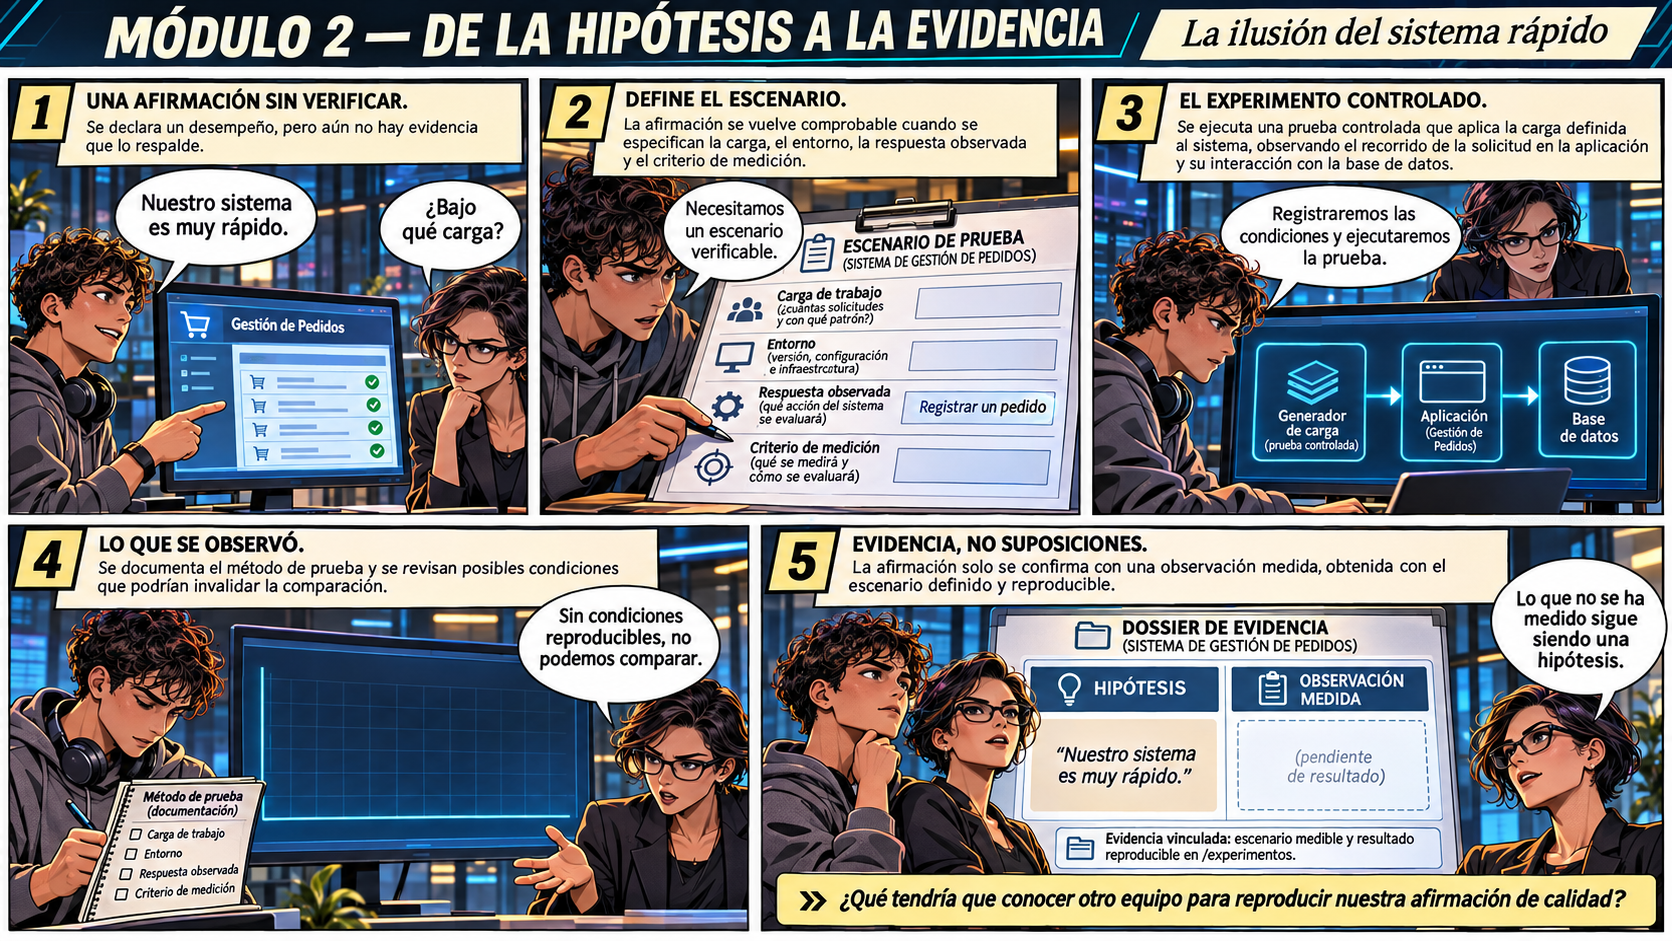 MÓDULO 2 — DE LA HIPÓTESIS A LA EVIDENCIA
La ilusión del sistema rápido
1
UNA AFIRMACIÓN SIN VERIFICAR.
Se declara un desempeño, pero aún no hay evidencia
que lo respalde.
Nuestro sistema
es muy rápido.
¿Bajo
qué carga?
Gestión de Pedidos
2
DEFINE EL ESCENARIO.
La afirmación se vuelve comprobable cuando se
especifican la carga, el entorno, la respuesta observada
y el criterio de medición.
Necesitamos
un escenario
verificable.
ESCENARIO DE PRUEBA
(SISTEMA DE GESTIÓN DE PEDIDOS)
Carga de trabajo
(¿cuántas solicitudes
y con qué patrón?)
Entorno
(versión, configuración
e infraestrcotura)
Respuesta observada
(qué acción del sistema
se evaluará)
Registrar un pedido
Criterio de medición
(qué se medirá y
cómo se evaluará)
3
EL EXPERIMENTO CONTROLADO.
Se ejecuta una prueba controlada que aplica la carga definida
al sistema, observando el recorrido de la solicitud en la aplicación
y su interacción con la base de datos.
Registraremos las
condiciones y ejecutaremos
la prueba.
Generador
de carga
(prueba controlada)
Aplicación
(Gestión de
Pedidos)
Base
de datos
4
LO QUE SE OBSERVÓ.
Se documenta el método de prueba y se revisan posibles condiciones
que podrían invalidar la comparación.
Sin condiciones
reproducibles, no
podemos comparar.
Método de prueba
(documentación)
Carga de trabajo
Entorno
Respuesta observada
Criterio de medición
5
EVIDENCIA, NO SUPOSICIONES.
La afirmación solo se confirma con una observación medida, obtenida con el
escenario definido y reproducible.
Lo que no se ha
medido sigue
siendo una
hipótesis.
DOSSIER DE EVIDENCIA
(SISTEMA DE GESTIÓN DE PEDIDOS)
HIPÓTESIS
OBSERVACIÓN
MEDIDA
“Nuestro sistema
es muy rápido.”
(pendiente
de resultado)
Evidencia vinculada: escenario medible y resultado
reproducible en /experimentos.
» ¿Qué tendría que conocer otro equipo para reproducir nuestra afirmación de calidad?